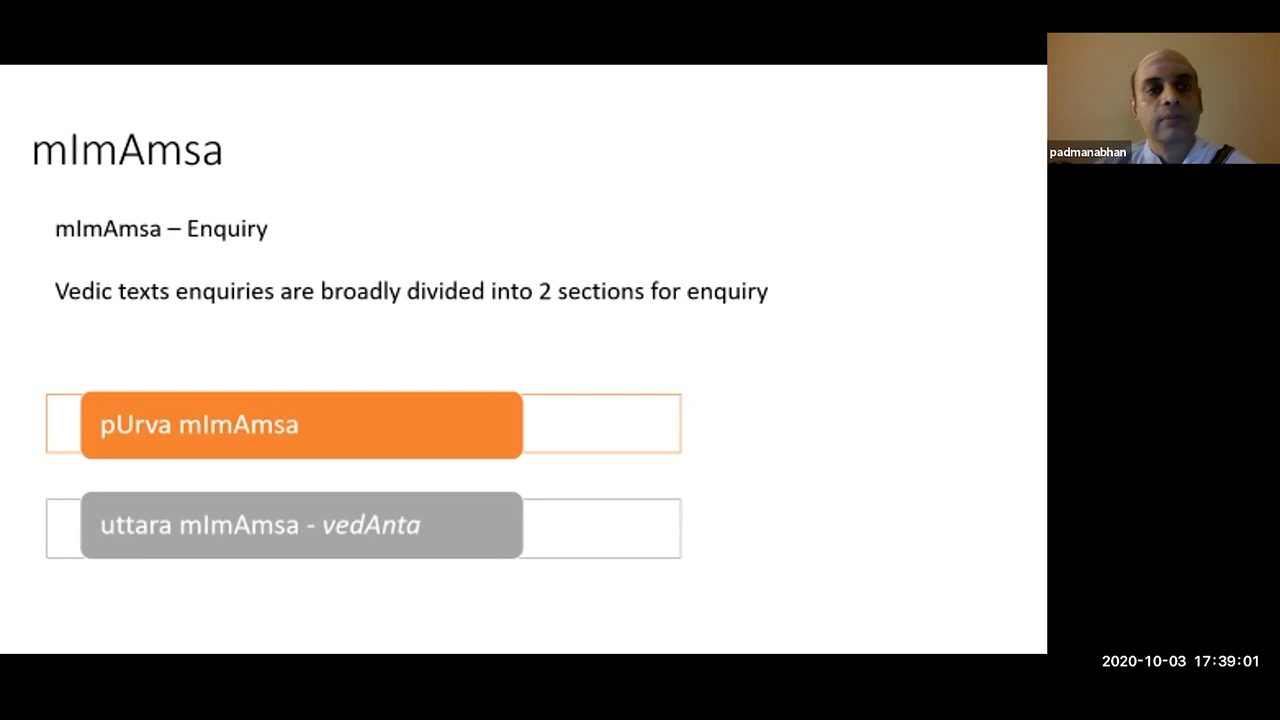 mImAmsa
mImAmsa – Enquiry
Vedic texts enquiries are broadly divided into 2 sections for enquiry
pUrva mImAmsa
uttara mImAmsa - vedAnta
padmanabhan
2020-10-03 17:39:01